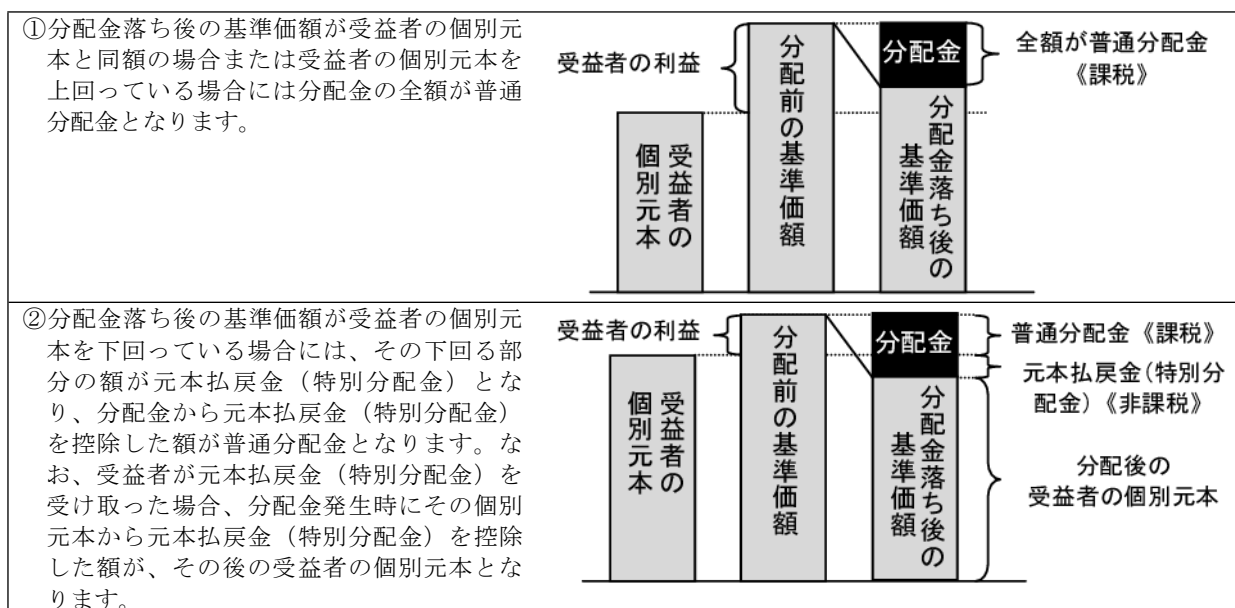 ①分配金落ち後の基準価額が受益者の個別元
本と同額の場合または受益者の個別元本を
上回っている場合には分配金の全額が普通
分配金となります。
受益者の利益
受益者の
個別元本
分配前の基準価額
分配金
分配金落ち後の
基準価額
全額が普通分配金
《課税》
②分配金落ち後の基準価額が受益者の個別元
本を下回っている場合には、その下回る部
分の額が元本払戻金（特別分配金）とな
り、分配金から元本払戻金（特別分配金）
を控除した額が普通分配金となります。な
お、受益者が元本払戻金（特別分配金）を
受け取った場合、分配金発生時にその個別
元本から元本払戻金（特別分配金）を控除
した額が、その後の受益者の個別元本とな
ります。
受益者の利益
受益者の
個別元本
分配前の基準価額
分配金
分配金落ち後の
基準価額
普通分配金《課税》
元本払戻金(特別分
配金)《非課税》
分配後の
受益者の個別元本